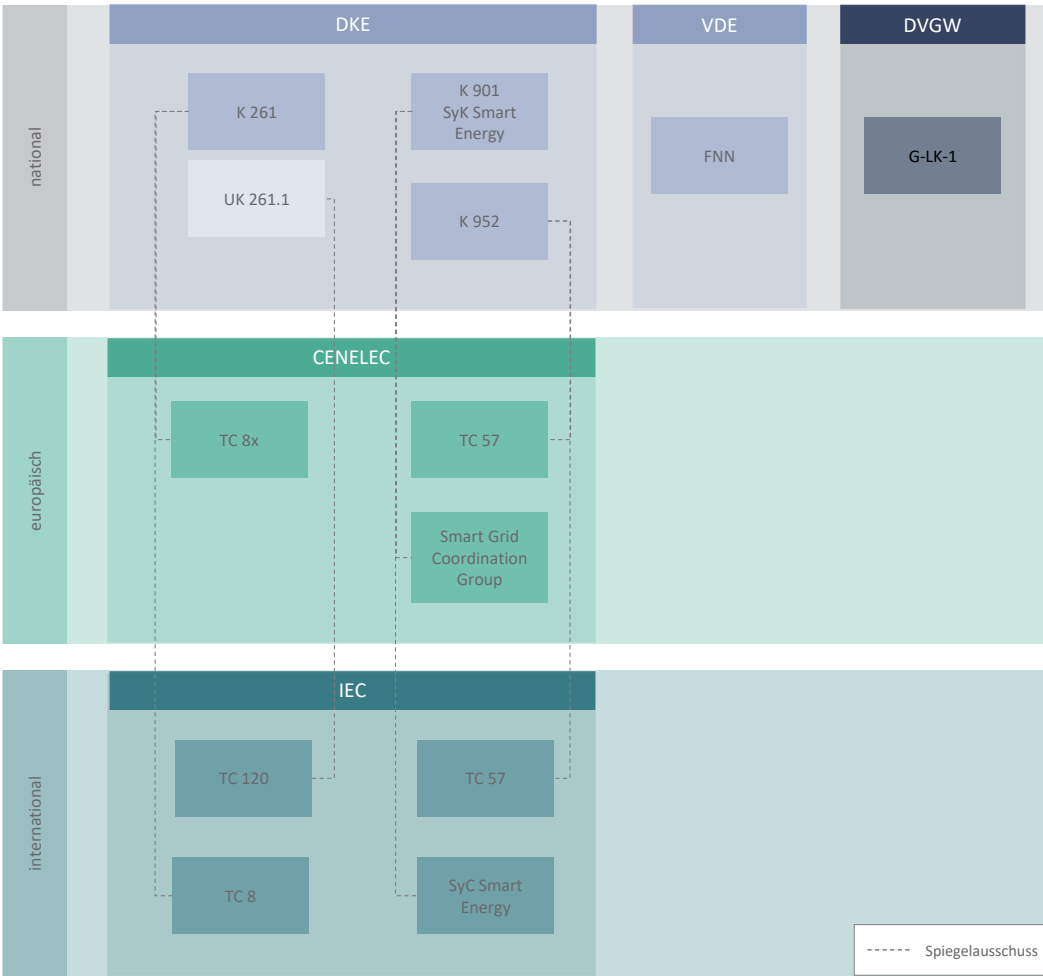 national
DKE
K 261
UK 261.1
K 901
SyK Smart
Energy
K 952
VDE
FNN
DVGW
G-LK-1
europäisch
CENELEC
TC 8x
TC 57
Smart Grid
Coordination
Group
international
IEC
TC 120
TC 57
TC 8
SyC Smart
Energy
Spiegelausschuss